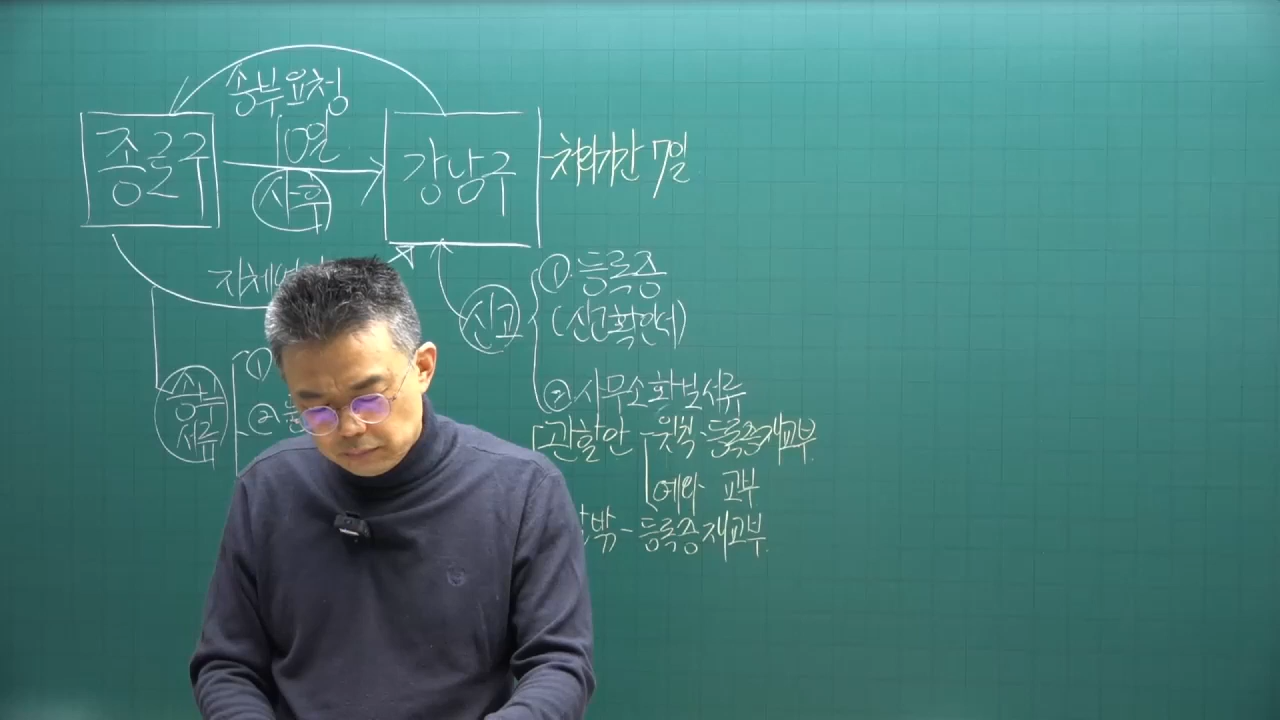 송부요청
종로구
10일
사후
강남구
처리기간 7일
① 등록증
신고
(신고확인서)
①
송부
서류
②
② 사무소확보서류
관할안 원칙-등록증재교부
예외 교부
밖 - 등록증재교부